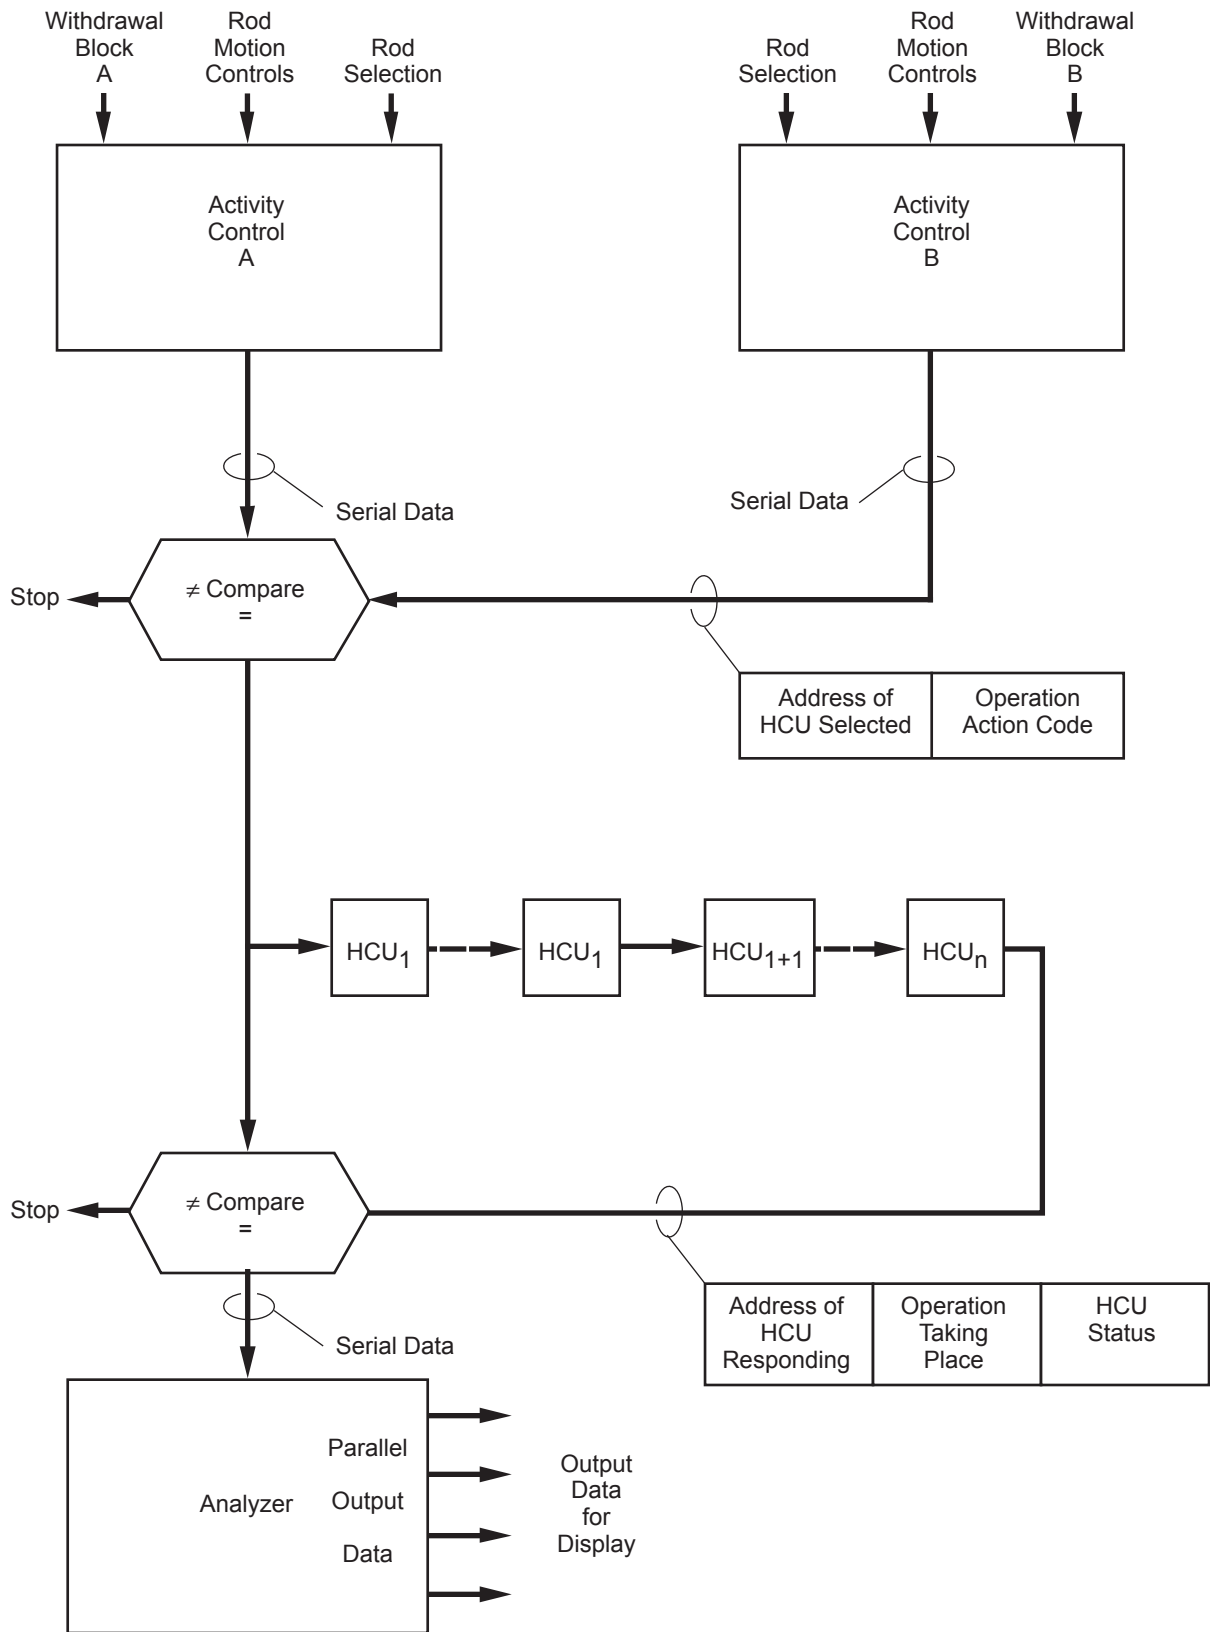 Withdrawal
Block
A
Rod
Motion
Controls
Rod
Selection
Rod
Selection
Rod
Motion
Controls
Withdrawal
Block
B
Activity
Control
A
Activity
Control
B
Serial Data
Serial Data
Stop
≠ Compare
=
Address of
HCU Selected
Operation
Action Code
HCU₁
HCU₁
HCU₁₊₁
HCUₙ
Stop
≠ Compare
=
Serial Data
Address of
HCU
Responding
Operation
Taking
Place
HCU
Status
Analyzer
Parallel
Output
Data
Output
Data
for
Display